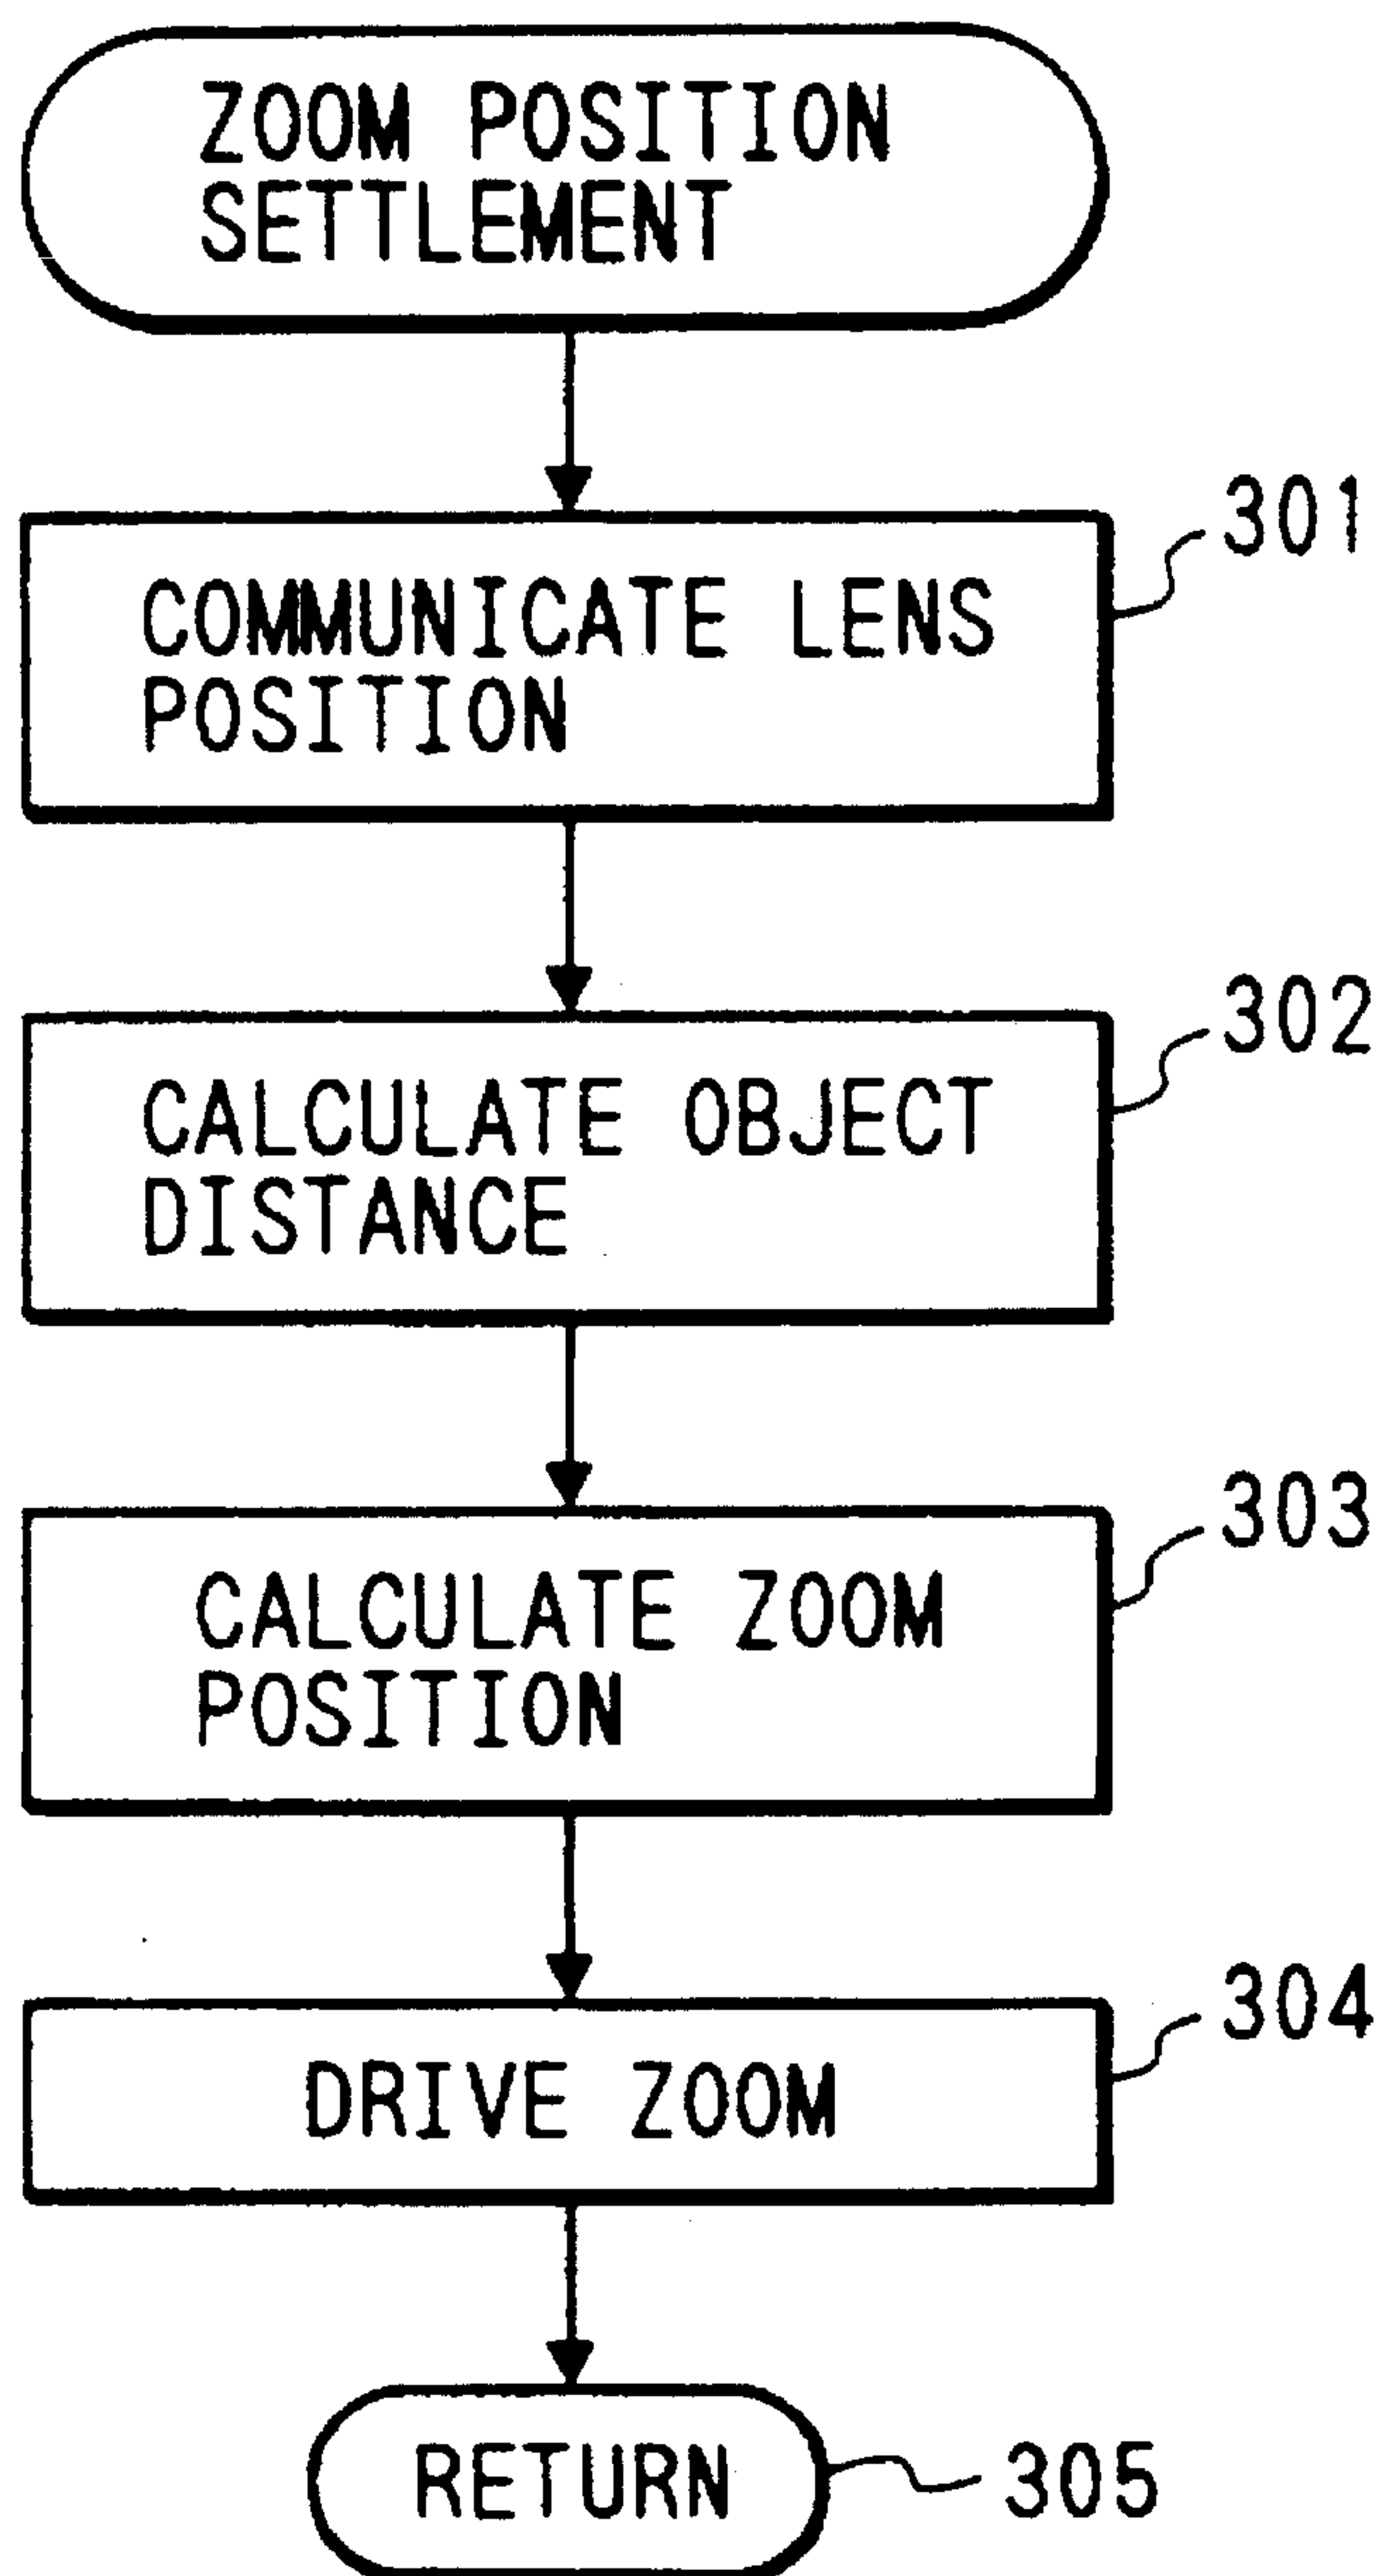 ZOOM POSITION
SETTLEMENT
301
COMMUNICATE LENS
POSITION
302
CALCULATE OBJECT
DISTANCE
303
CALCULATE ZOOM
POSITION
304
DRIVE ZOOM
RETURN
305